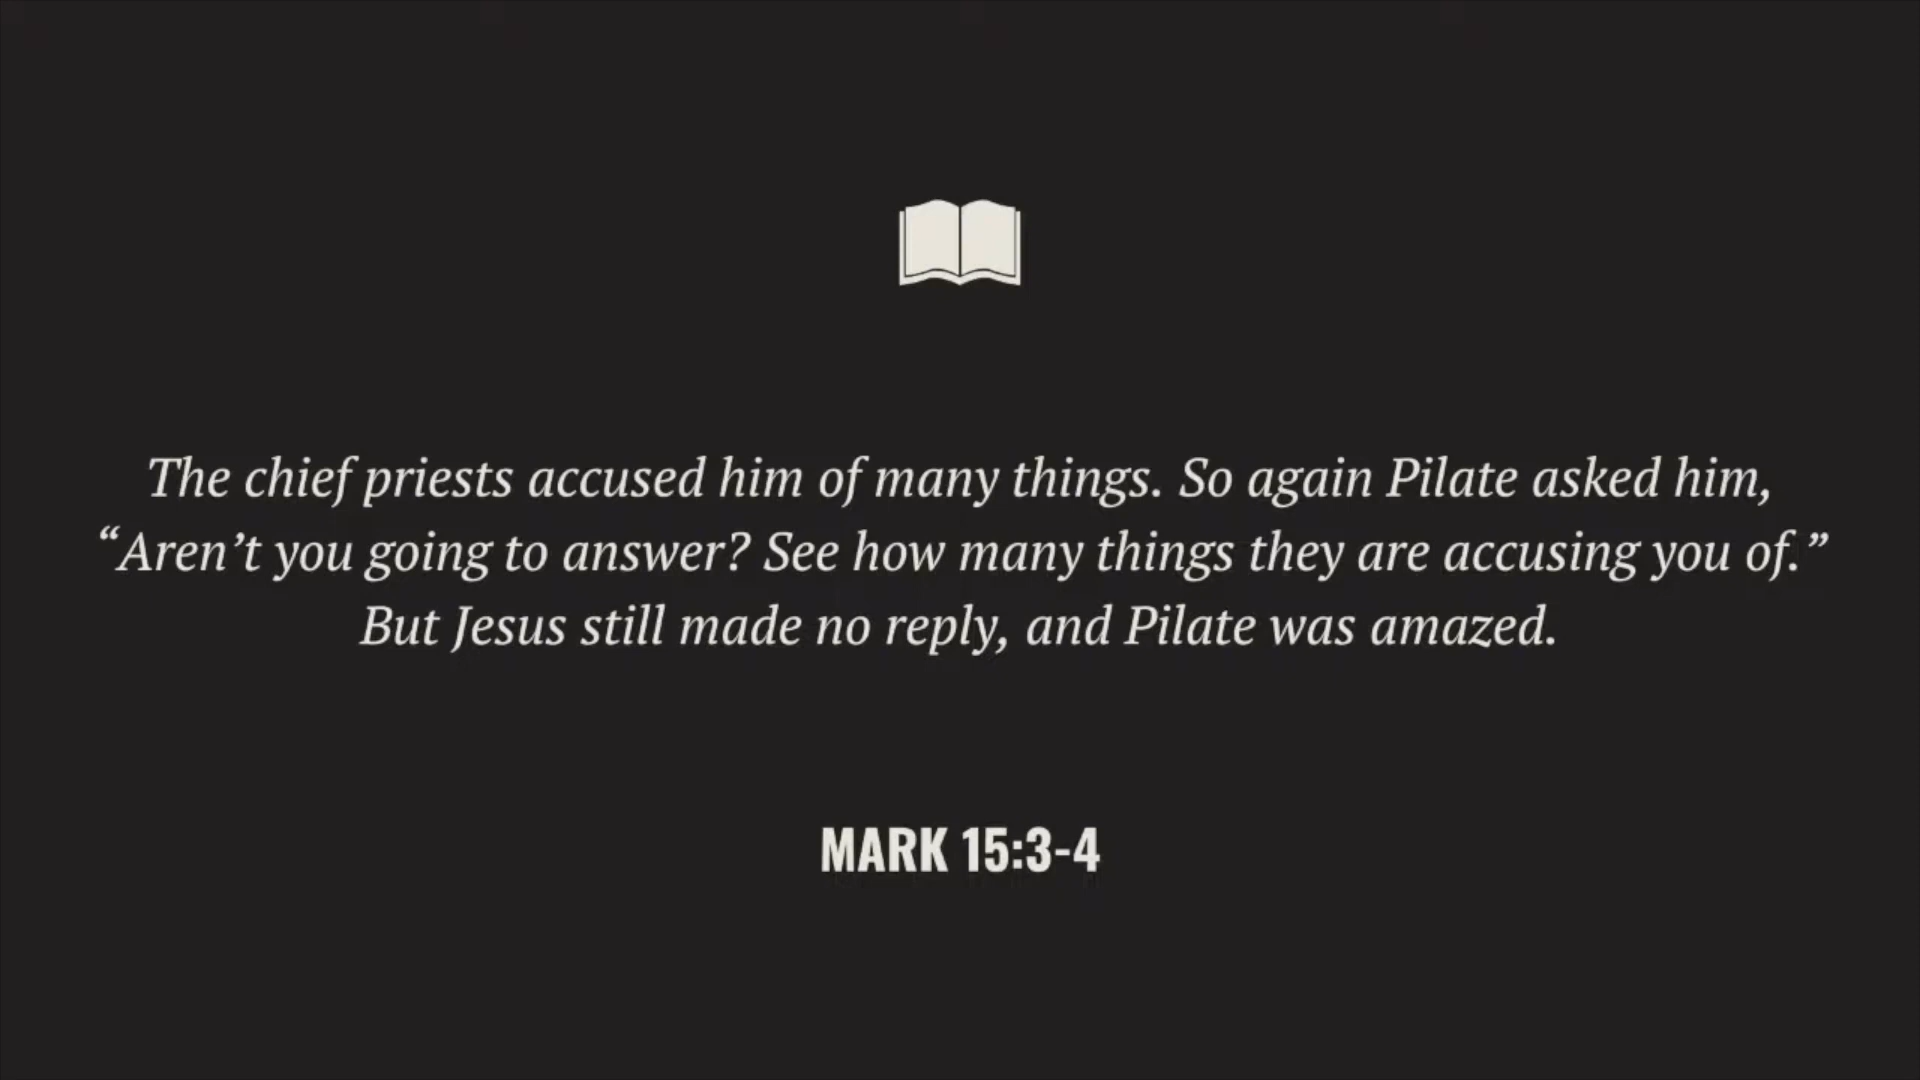 The chief priests accused him of many things. So again Pilate asked him,
“Aren’t you going to answer? See how many things they are accusing you of.”
But Jesus still made no reply, and Pilate was amazed.
MARK 15:3-4